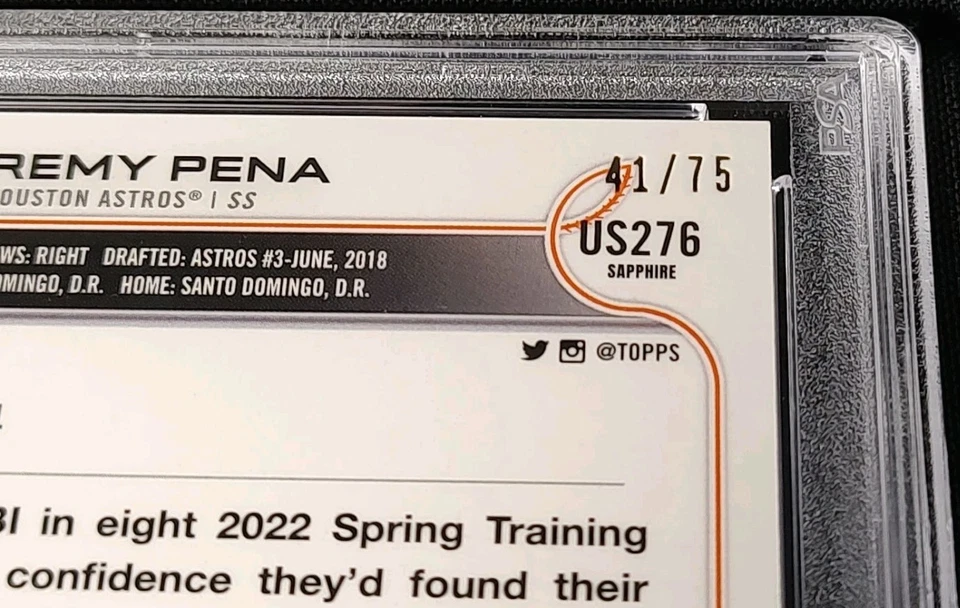 REMY PENA
41/75
OUSTON ASTROS® | SS
US276
SAPPHIRE
WS: RIGHT DRAFTED: ASTROS #3-JUNE, 2018
OMINGO, D.R. HOME: SANTO DOMINGO, D.R.
@TOPPS
BI in eight 2022 Spring Training
confidence they'd found their
PSA